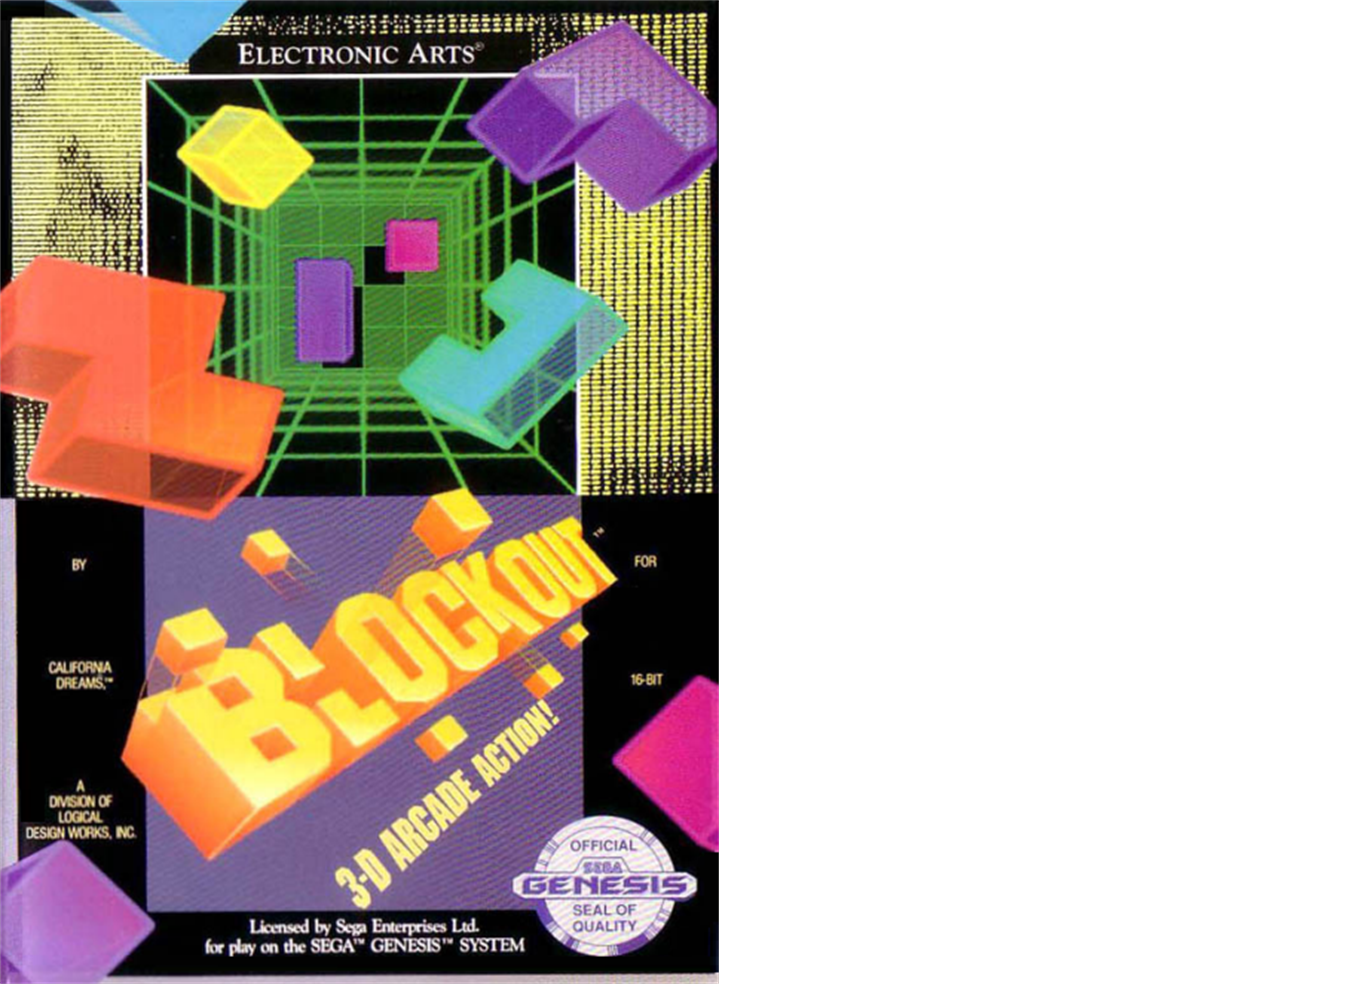 ELECTRONIC ARTS®
BY
FOR
CALIFORNIA
DREAMS,™
16-BIT
A
DIVISION OF
LOGICAL
DESIGN WORKS, INC.
BLOCKOUT™
3-D ARCADE ACTION!
OFFICIAL
SEGA
GENESIS
SEAL OF
QUALITY
Licensed by Sega Enterprises Ltd.
for play on the SEGA™ GENESIS™ SYSTEM